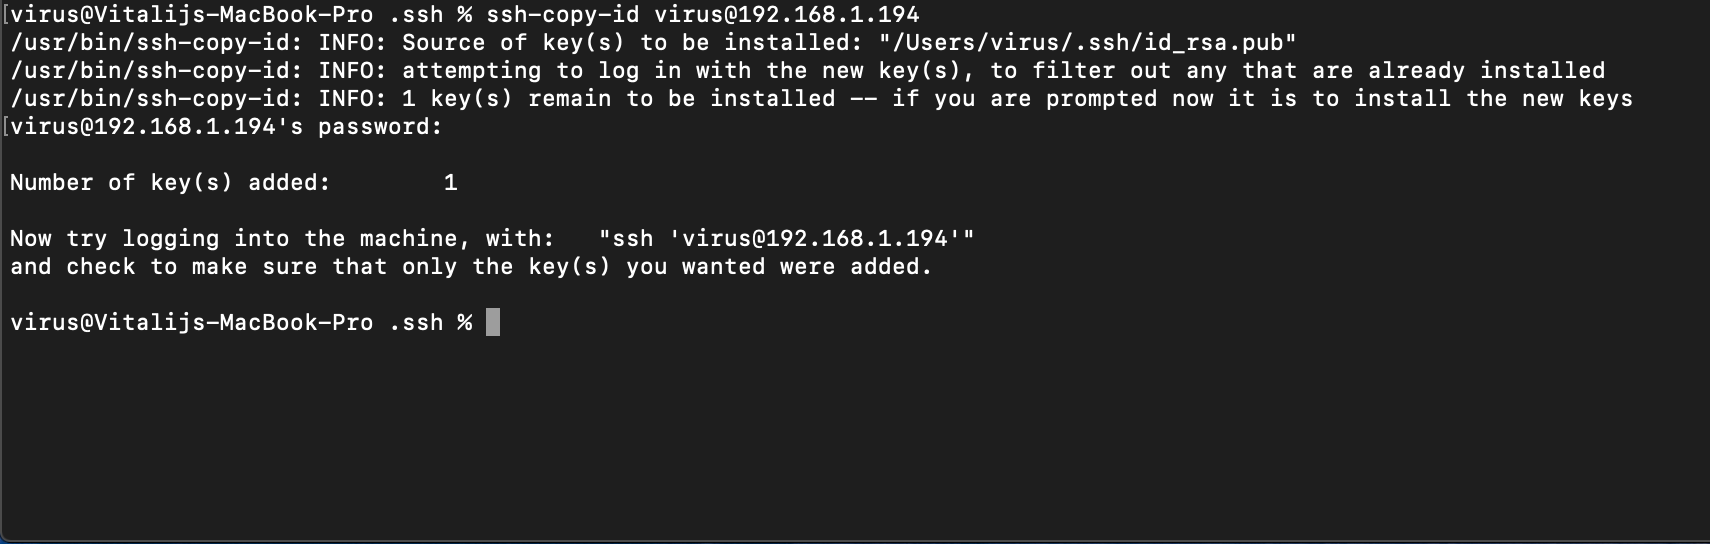 [virus@Vitalijs-MacBook-Pro .ssh % ssh-copy-id virus@192.168.1.194
/usr/bin/ssh-copy-id: INFO: Source of key(s) to be installed: "/Users/virus/.ssh/id_rsa.pub"
/usr/bin/ssh-copy-id: INFO: attempting to log in with the new key(s), to filter out any that are already installed
/usr/bin/ssh-copy-id: INFO: 1 key(s) remain to be installed -- if you are prompted now it is to install the new keys
[virus@192.168.1.194's password:
Number of key(s) added:        1
Now try logging into the machine, with:   "ssh 'virus@192.168.1.194'"
and check to make sure that only the key(s) you wanted were added.
virus@Vitalijs-MacBook-Pro .ssh %